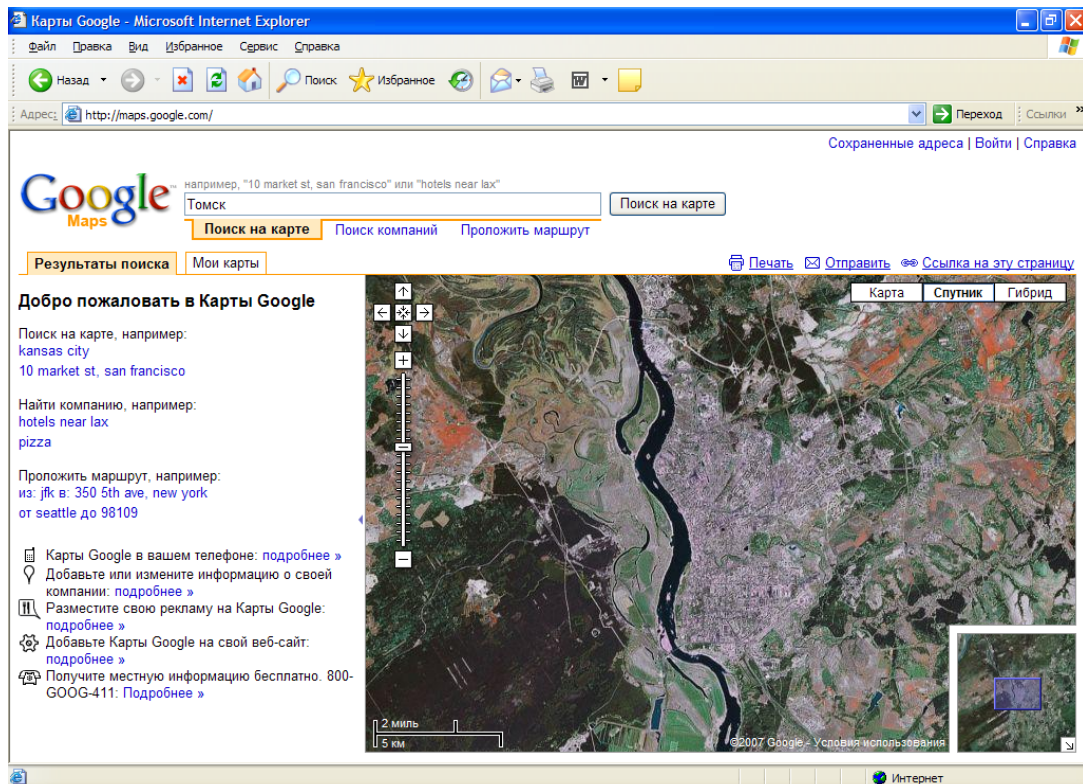 Карты Google - Microsoft Internet Explorer
Файл Правка Вид Избранное Сервис Справка
Назад Поиск Избранное
Адрес: http://maps.google.com/ Переход Ссылки »
Сохраненные адреса | Войти | Справка
Google™ Maps
например, "10 market st, san francisco" или "hotels near lax"
Томск Поиск на карте
Поиск на карте Поиск компаний Проложить маршрут
Результаты поиска Мои карты Печать Отправить Ссылка на эту страницу
Карта Спутник Гибрид
Добро пожаловать в Карты Google
Поиск на карте, например:
kansas city
10 market st, san francisco
Найти компанию, например:
hotels near lax
pizza
Проложить маршрут, например:
из: jfk в: 350 5th ave, new york
от seattle до 98109
Карты Google в вашем телефоне: подробнее »
Добавьте или измените информацию о своей
компании: подробнее »
Разместите свою рекламу на Карты Google:
подробнее »
Добавьте Карты Google на свой веб-сайт:
подробнее »
Получите местную информацию бесплатно. 800-
GOOG-411: Подробнее »
2 миль
5 км
©2007 Google - Условия использования
Интернет